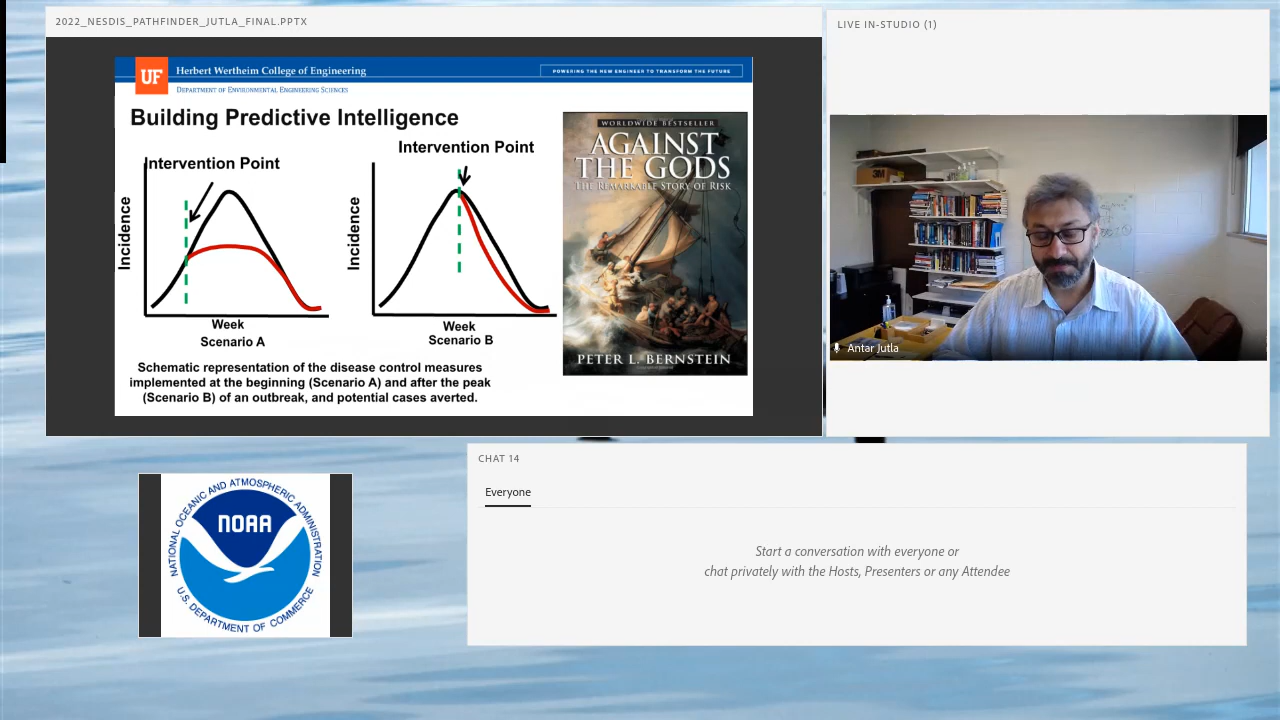 2022_NESDIS_PATHFINDER_JUTLA_FINAL.PPTX
UF
Herbert Wertheim College of Engineering
POWERING THE NEW ENGINEER TO TRANSFORM THE FUTURE
DEPARTMENT OF ENVIRONMENTAL ENGINEERING SCIENCES
Building Predictive Intelligence
Intervention Point
Incidence
Week
Scenario A
Intervention Point
Incidence
Week
Scenario B
Schematic representation of the disease control measures
implemented at the beginning (Scenario A) and after the peak
(Scenario B) of an outbreak, and potential cases averted.
WORLDWIDE BESTSELLER
AGAINST
THE GODS
THE REMARKABLE STORY OF RISK
PETER L. BERNSTEIN
LIVE IN-STUDIO (1)
3M
Antar Jutla
NATIONAL OCEANIC AND ATMOSPHERIC ADMINISTRATION
NOAA
U.S. DEPARTMENT OF COMMERCE
CHAT 14
Everyone
Start a conversation with everyone or
chat privately with the Hosts, Presenters or any Attendee